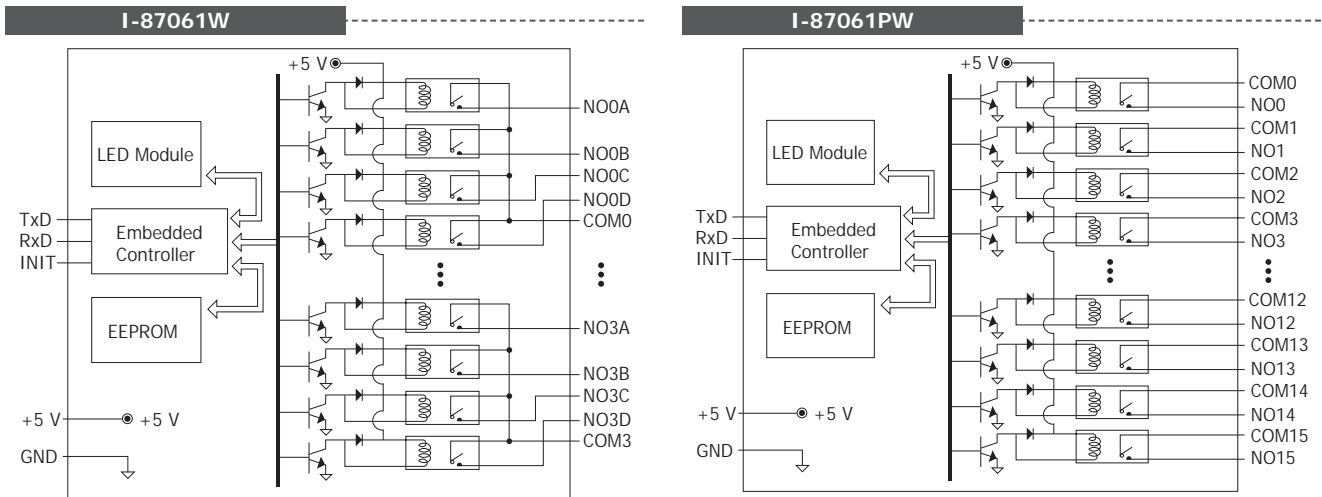 I-87061W
+5 V
NO0A
LED Module
NO0B
NO0C
NO0D
TxD
COM0
RxD
Embedded
Controller
INIT
EEPROM
NO3A
NO3B
NO3C
+5 V
+5 V
NO3D
COM3
GND
I-87061PW
+5 V
COM0
NO0
COM1
LED Module
NO1
COM2
NO2
TxD
COM3
RxD
Embedded
Controller
NO3
INIT
COM12
EEPROM
NO12
COM13
NO13
COM14
+5 V
+5 V
NO14
COM15
GND
NO15